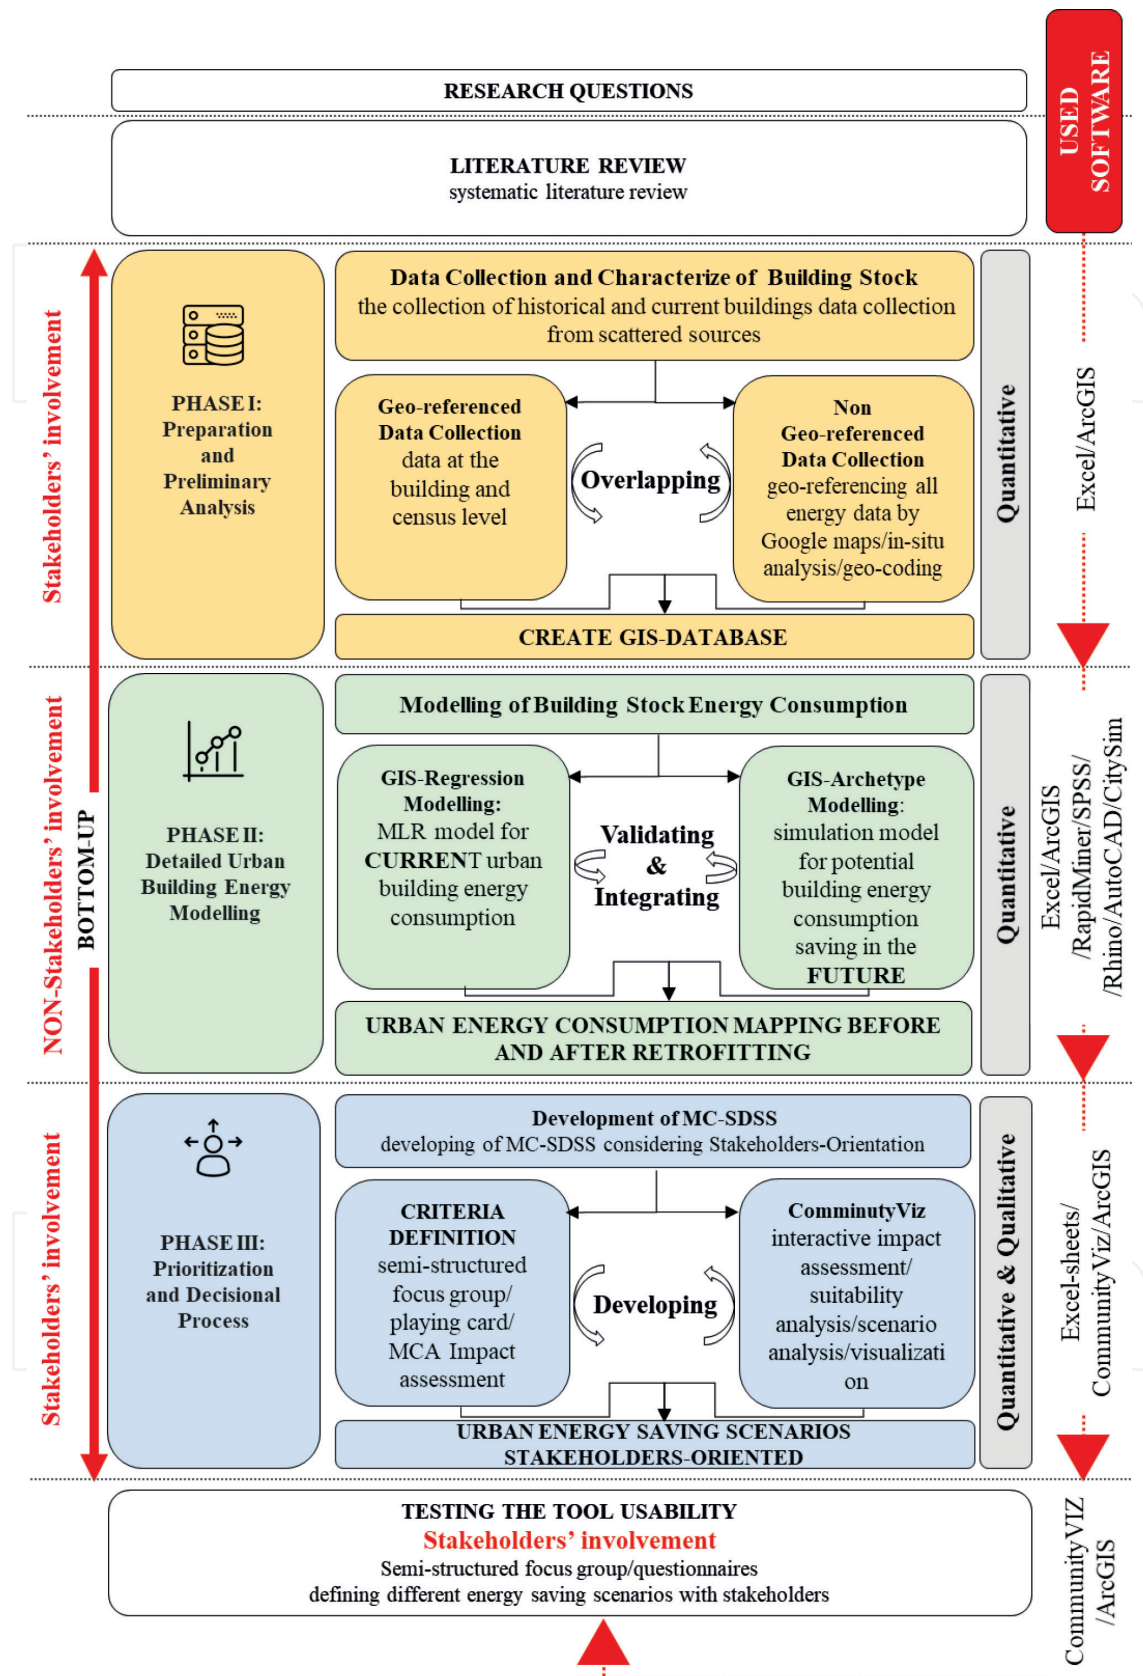 RESEARCH QUESTIONS
LITERATURE REVIEW
systematic literature review
USED
SOFTWARE
Stakeholders' involvement
PHASE I:
Preparation
and
Preliminary
Analysis
Data Collection and Characterize of Building Stock
the collection of historical and current buildings data collection
from scattered sources
Geo-referenced
Data Collection
data at the
building and
census level
Overlapping
Non
Geo-referenced
Data Collection
geo-referencing all
energy data by
Google maps/in-situ
analysis/geo-coding
CREATE GIS-DATABASE
Quantitative
Excel/ArcGIS
NON-Stakeholders' involvement
BOTTOM-UP
PHASE II:
Detailed Urban
Building Energy
Modelling
Modelling of Building Stock Energy Consumption
GIS-Regression
Modelling:
MLR model for
CURRENT urban
building energy
consumption
Validating
&
Integrating
GIS-Archetype
Modelling:
simulation model
for potential
building energy
consumption
saving in the
FUTURE
URBAN ENERGY CONSUMPTION MAPPING BEFORE
AND AFTER RETROFITTING
Quantitative
Excel/ArcGIS
/RapidMiner/SPSS/
/Rhino/AutoCAD/CitySim
Stakeholders' involvement
PHASE III:
Prioritization
and Decisional
Process
Development of MC-SDSS
developing of MC-SDSS considering Stakeholders-Orientation
CRITERIA
DEFINITION
semi-structured
focus group/
playing card/
MCA Impact
assessment
Developing
ComminutyViz
interactive impact
assessment/
suitability
analysis/scenario
analysis/visualizati
on
URBAN ENERGY SAVING SCENARIOS
STAKEHOLDERS-ORIENTED
Quantitative & Qualitative
Excel-sheets/
CommunityViz/ArcGIS
TESTING THE TOOL USABILITY
Stakeholders' involvement
Semi-structured focus group/questionnaires
defining different energy saving scenarios with stakeholders
CommunityVIZ
/ArcGIS